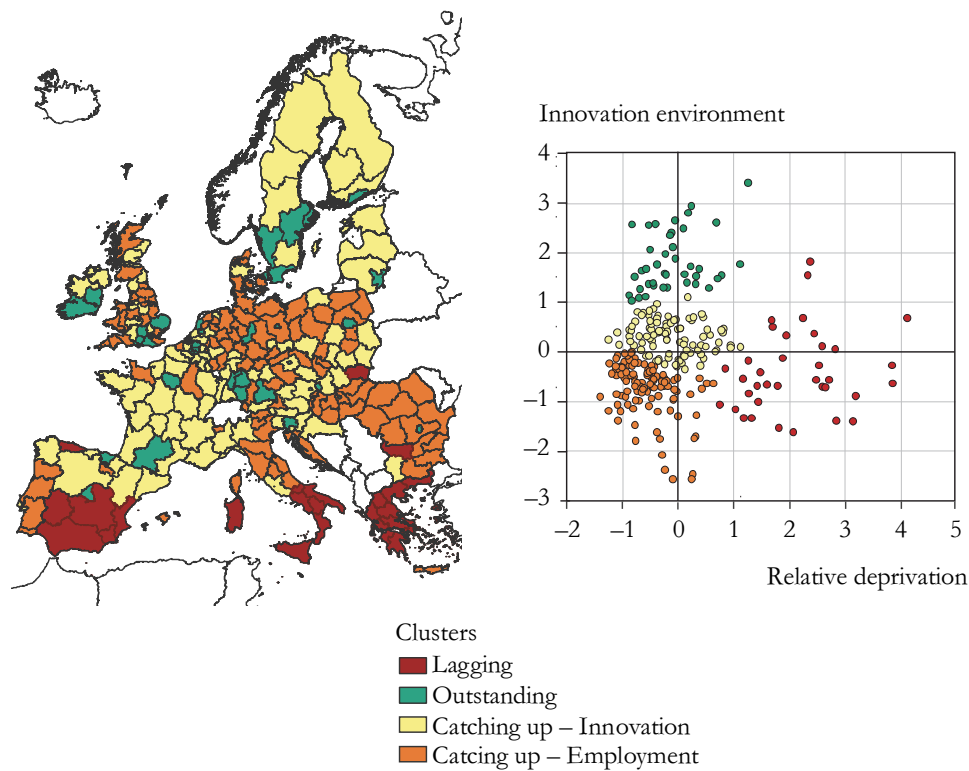 Innovation environment
4
3
2
1
0
−1
−2
−3
−2 −1 0 1 2 3 4 5
Relative deprivation
Clusters
Lagging
Outstanding
Catching up – Innovation
Catcing up – Employment